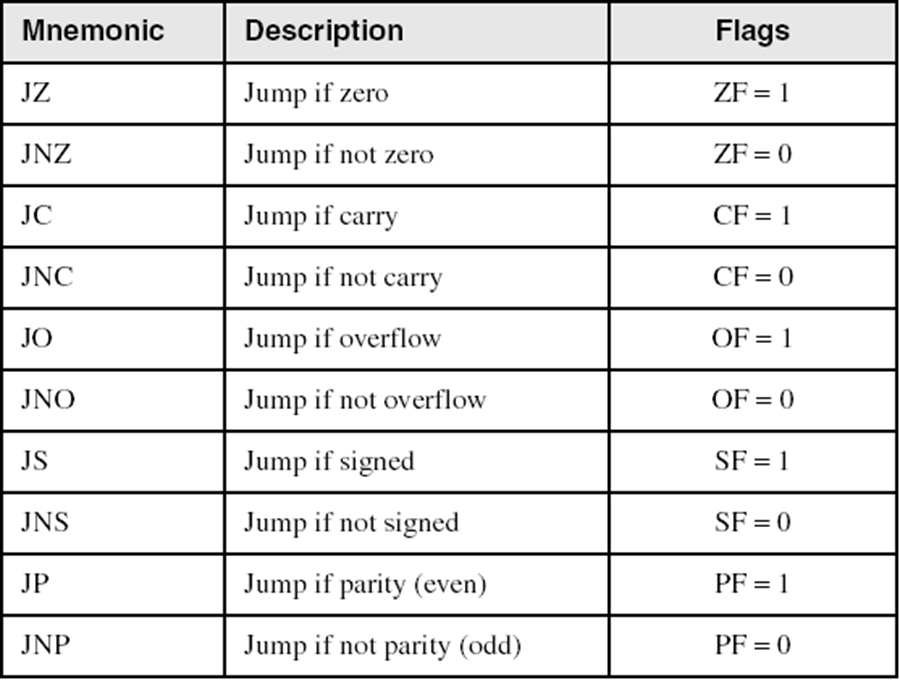 Mnemonic Description Flags
JZ Jump if zero ZF = 1
JNZ Jump if not zero ZF = 0
JC Jump if carry CF = 1
JNC Jump if not carry CF = 0
JO Jump if overflow OF = 1
JNO Jump if not overflow OF = 0
JS Jump if signed SF = 1
JNS Jump if not signed SF = 0
JP Jump if parity (even) PF = 1
JNP Jump if not parity (odd) PF = 0